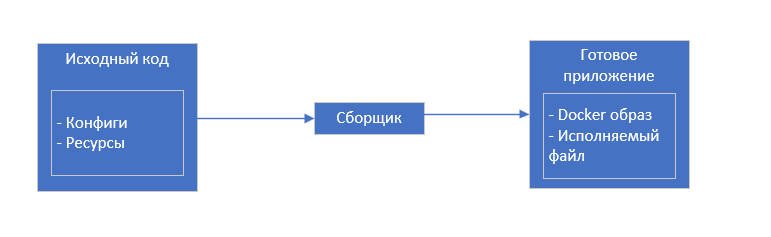 Исходный код
- Конфиги
- Ресурсы
Сборщик
Готовое
приложение
- Docker образ
- Исполняемый
файл